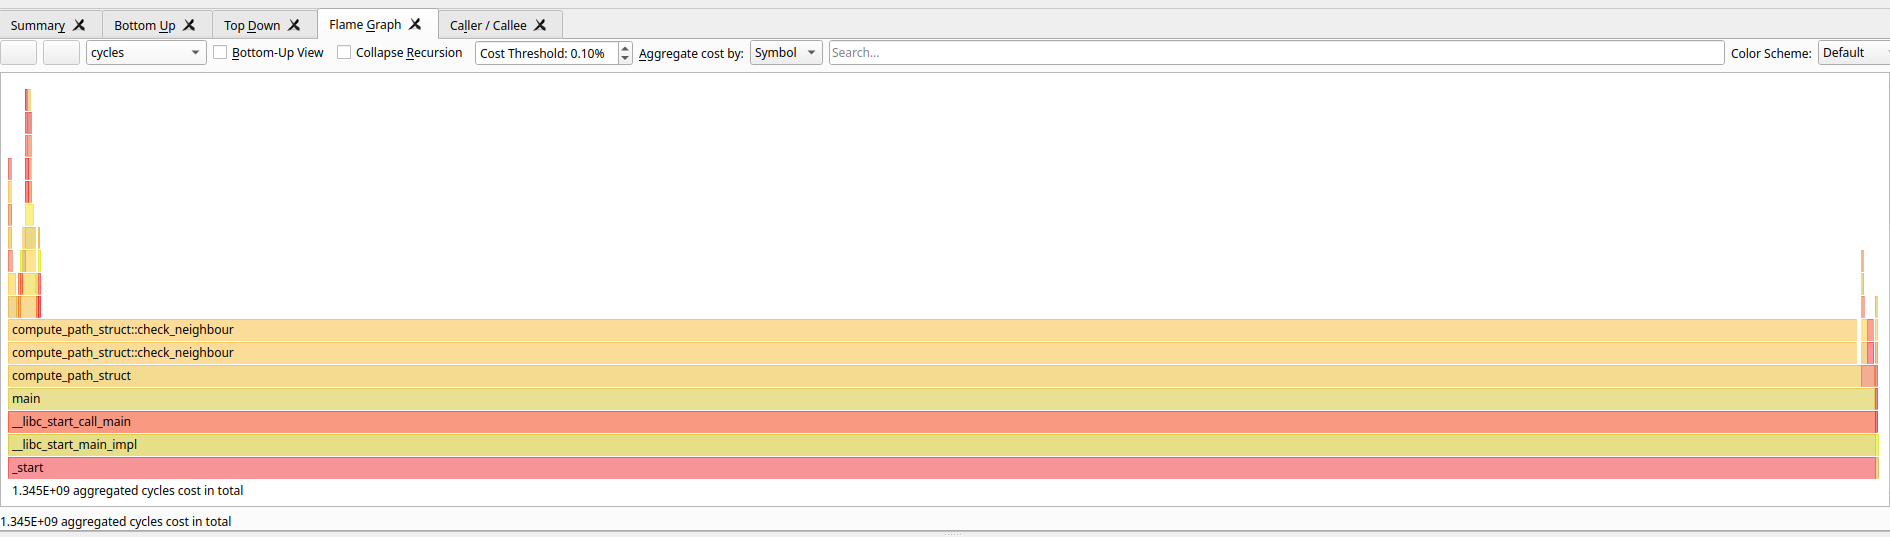 Summary Bottom Up Top Down Flame Graph Caller / Callee
cycles Bottom-Up View Collapse Recursion Cost Threshold: 0.10% Aggregate cost by: Symbol Search... Color Scheme: Default
compute_path_struct::check_neighbour
compute_path_struct::check_neighbour
compute_path_struct
main
__libc_start_call_main
__libc_start_main_impl
_start
1.345E+09 aggregated cycles cost in total
1.345E+09 aggregated cycles cost in total